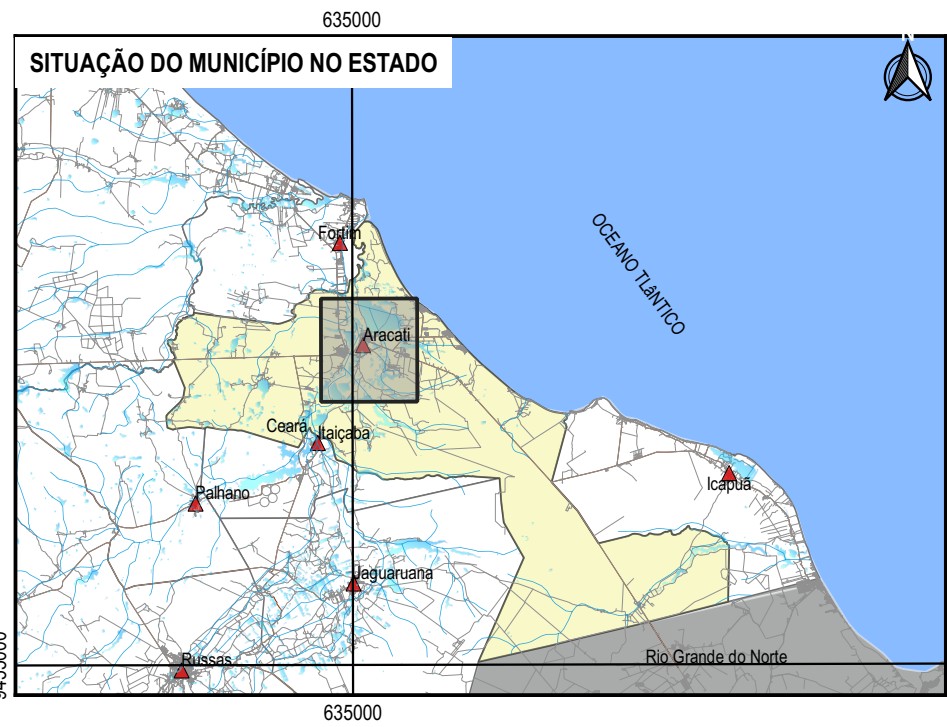 635000
SITUAÇÃO DO MUNICÍPIO NO ESTADO
N
Fortim
OCEANO TLâNTICO
Aracati
Ceará
Itaiçaba
Icapuã
Palhano
Jaguaruana
Russas
Rio Grande do Norte
635000